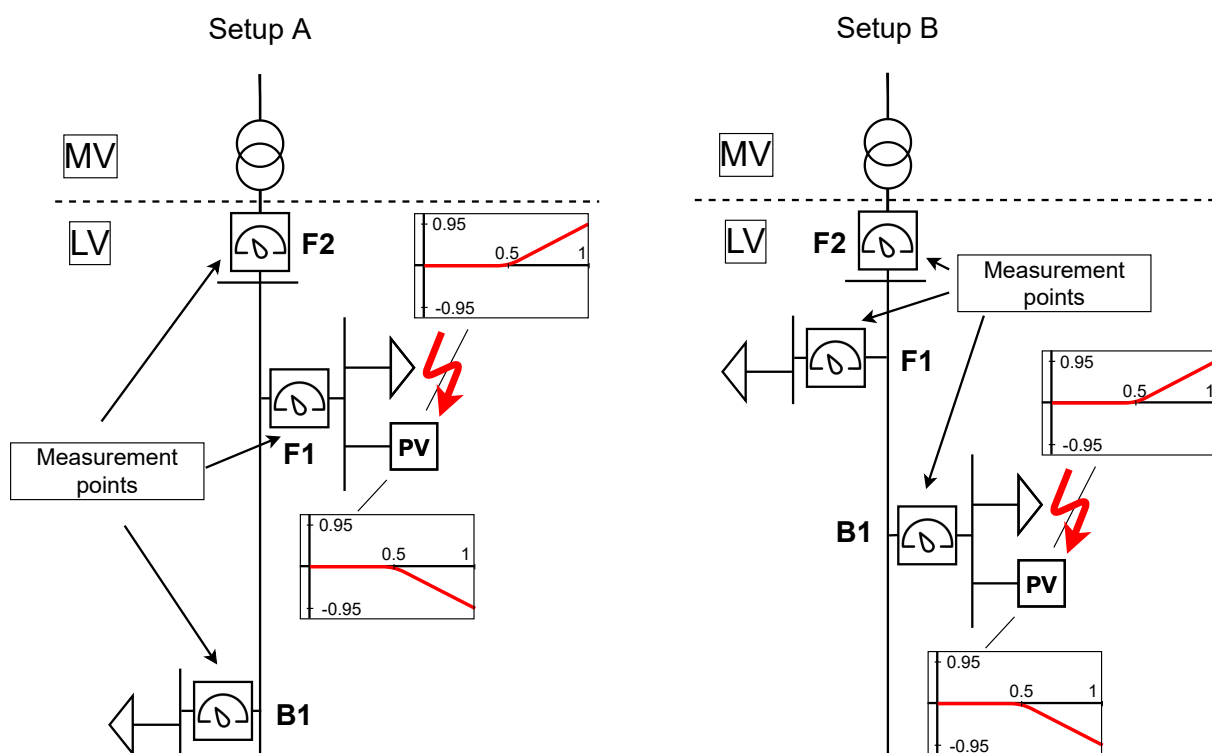 Setup A
MV
LV
F2
0.95
0.5
1
-0.95
F1
PV
Measurement
points
0.95
0.5
1
-0.95
B1
Setup B
MV
LV
F2
Measurement
points
F1
0.95
0.5
1
-0.95
B1
PV
0.95
0.5
1
-0.95